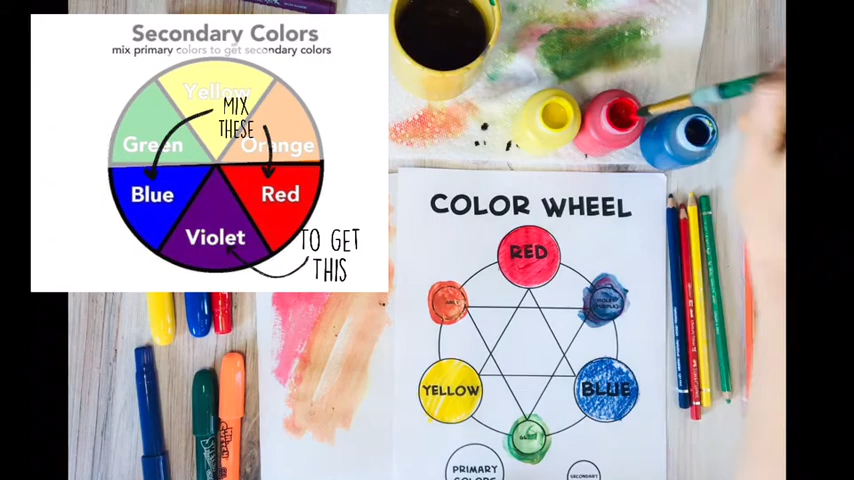 Secondary Colors
mix primary colors to get secondary colors
Yellow
MIX
THESE
Green
Orange
Blue
Red
Violet
TO GET
THIS
COLOR WHEEL
RED
YELLOW
BLUE
PRIMARY
COLORS
SECONDARY